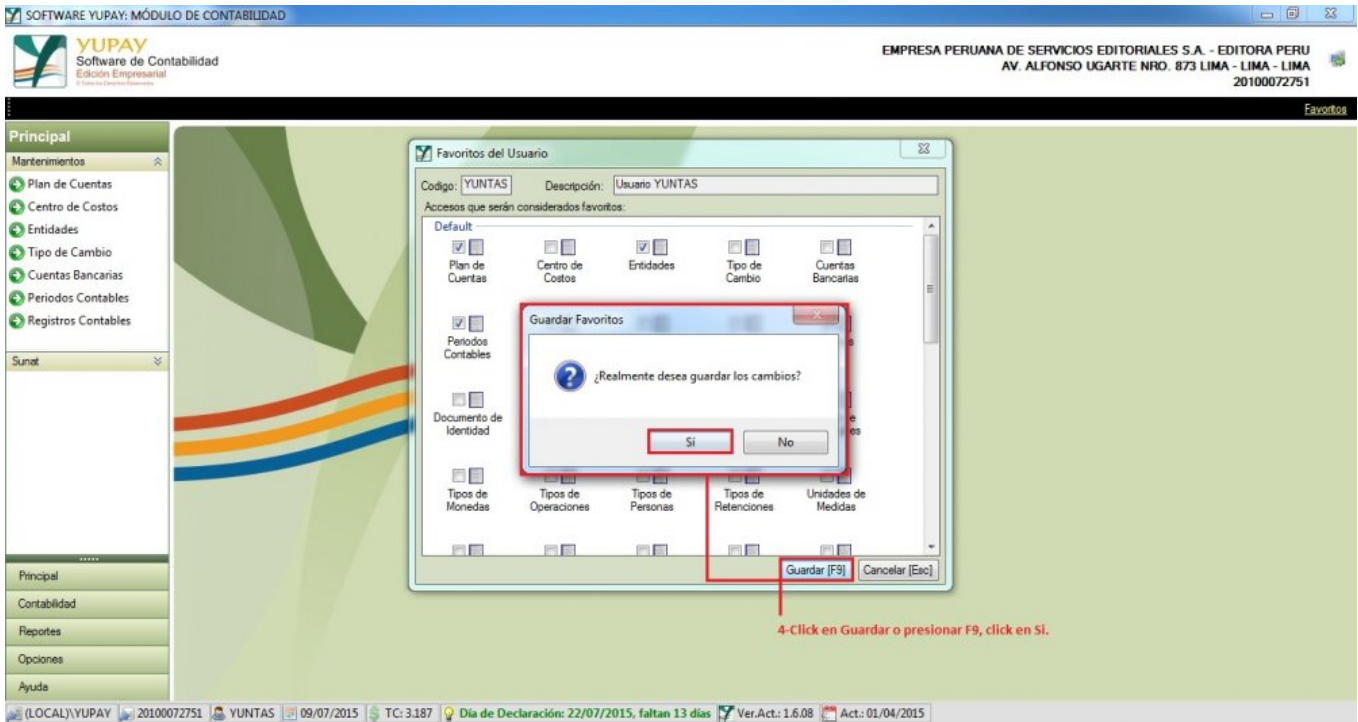 SOFTWARE YUPAY: MÓDULO DE CONTABILIDAD
YUPAY
Software de Contabilidad
Edición Empresarial
EMPRESA PERUANA DE SERVICIOS EDITORIALES S.A. - EDITORA PERU
AV. ALFONSO UGARTE NRO. 873 LIMA - LIMA - LIMA
20100072751
Favoritos
Principal
Mantenimientos
Plan de Cuentas
Centro de Costos
Entidades
Tipo de Cambio
Cuentas Bancarias
Periodos Contables
Registros Contables
Sunat
Principal
Contabilidad
Reportes
Opciones
Ayuda
Favoritos del Usuario
Codigo: YUNTAS Descripción: Usuario YUNTAS
Accesos que serán considerados favoritos:
Default
Plan de Cuentas
Centro de Costos
Entidades
Tipo de Cambio
Cuentas Bancarias
Periodos Contables
Documento de Identidad
Tipos de Monedas
Tipos de Operaciones
Tipos de Personas
Tipos de Retenciones
Unidades de Medidas
Guardar Favoritos
¿Realmente desea guardar los cambios?
Sí No
Guardar [F9] Cancelar [Esc]
4-Click en Guardar o presionar F9, click en Si.
(LOCAL)\YUPAY 20100072751 YUNTAS 09/07/2015 TC: 3.187 Día de Declaración: 22/07/2015, faltan 13 días Ver.Act.: 1.6.08 Act.: 01/04/2015